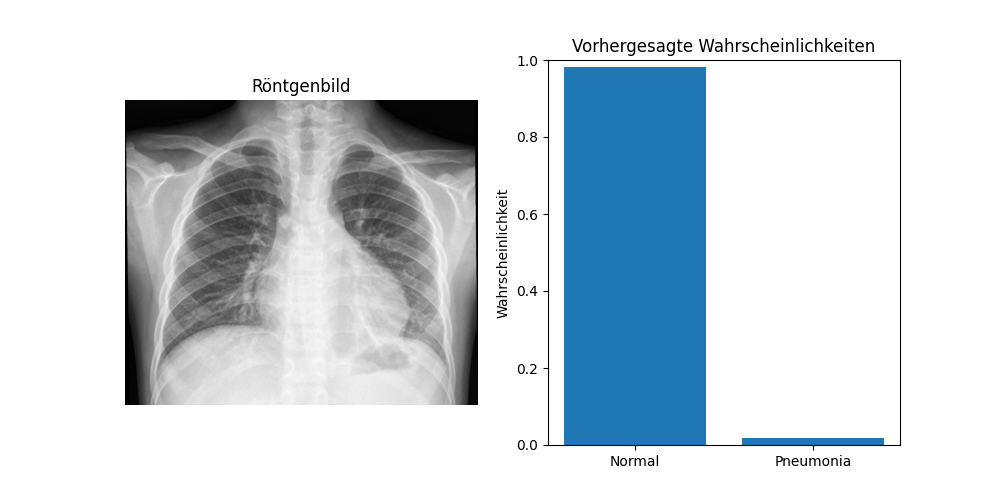 Röntgenbild
Vorhergesagte Wahrscheinlichkeiten
Wahrscheinlichkeit
1.0
0.8
0.6
0.4
0.2
0.0
Normal
Pneumonia